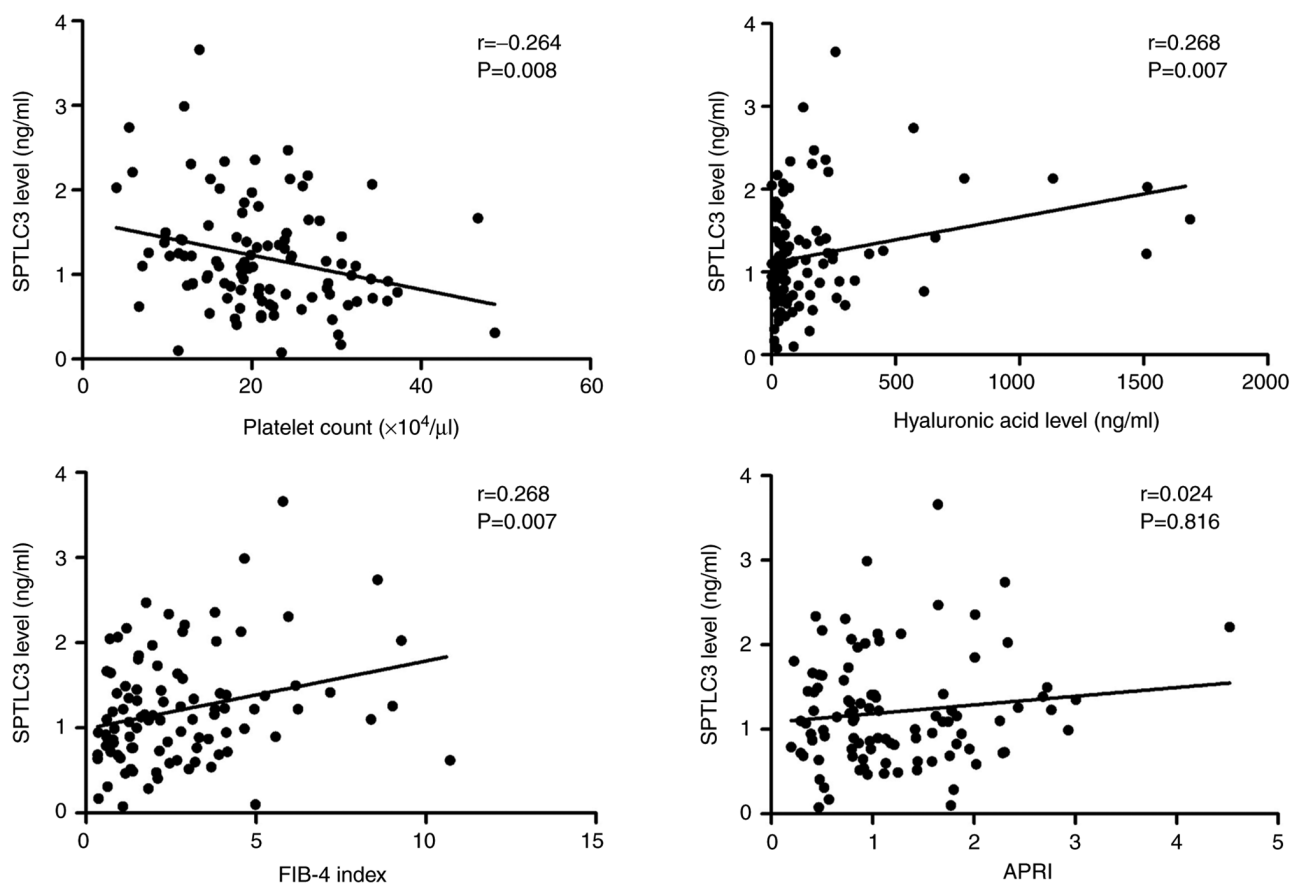 4
r=−0.264
P=0.008
3
2
1
0
SPTLC3 level (ng/ml)
0 20 40 60
Platelet count (×10⁴/µl)
4
r=0.268
P=0.007
3
2
1
0
SPTLC3 level (ng/ml)
0 500 1000 1500 2000
Hyaluronic acid level (ng/ml)
4
r=0.268
P=0.007
3
2
1
0
SPTLC3 level (ng/ml)
0 5 10 15
FIB-4 index
4
r=0.024
P=0.816
3
2
1
0
SPTLC3 level (ng/ml)
0 1 2 3 4 5
APRI